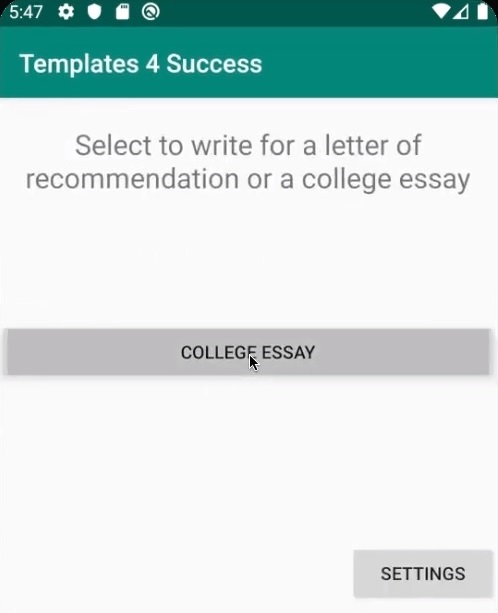 5:47
Templates 4 Success
Select to write for a letter of
recommendation or a college essay
COLLEGE ESSAY
SETTINGS